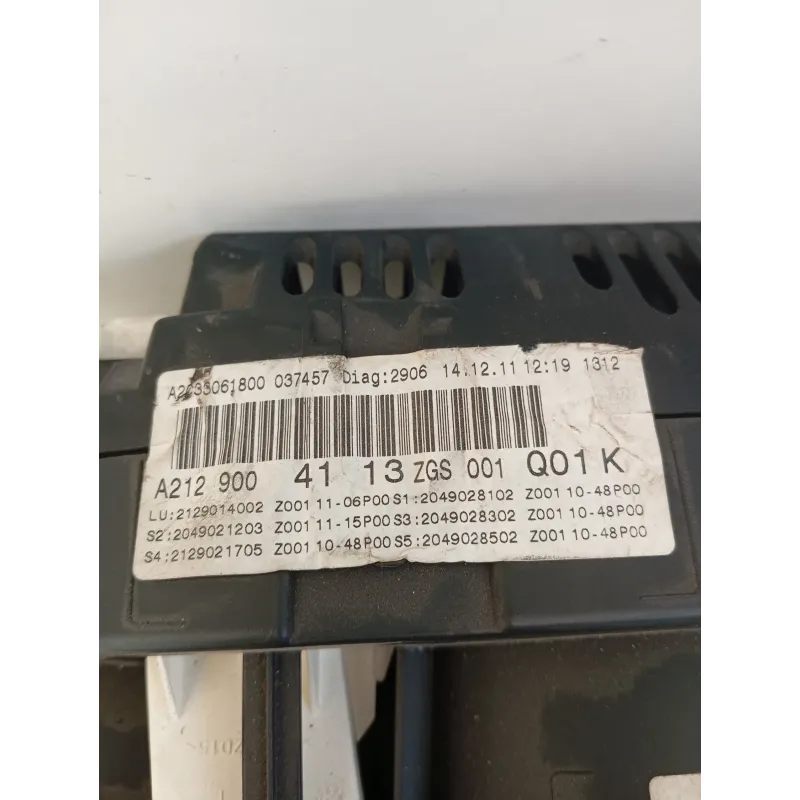 037457 Diag:2906 14.12.11 12:19 1312
A212 900 41 13 ZGS 001 Q01 K
LU:2129014002 Z001 11-06P00 S1:2049028102 Z001 10-48P00
S2:2049021203 Z001 11-15P00 S3:2049028302 Z001 10-48P00
S4:2129021705 Z001 10-48P00 S5:2049028502 Z001 10-48P00